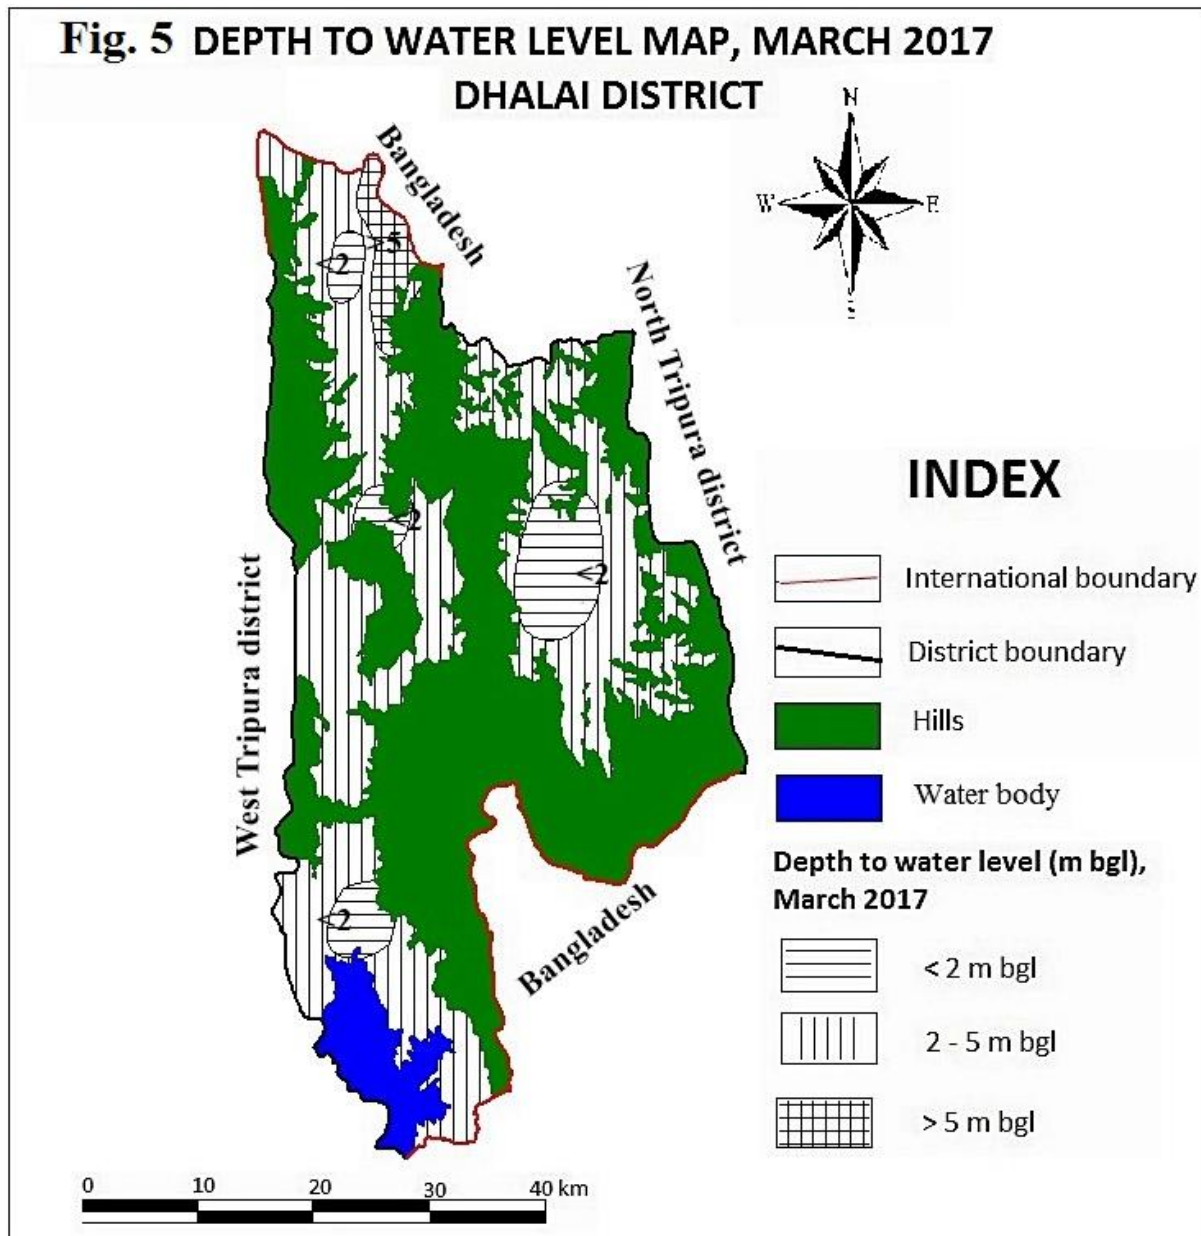 Fig. 5 DEPTH TO WATER LEVEL MAP, MARCH 2017
DHALAI DISTRICT
N
W
E
S
Bangladesh
North Tripura district
West Tripura district
Bangladesh
>5
<2
<2
<2
<2
INDEX
International boundary
District boundary
Hills
Water body
Depth to water level (m bgl),
March 2017
< 2 m bgl
2 - 5 m bgl
> 5 m bgl
0 10 20 30 40 km